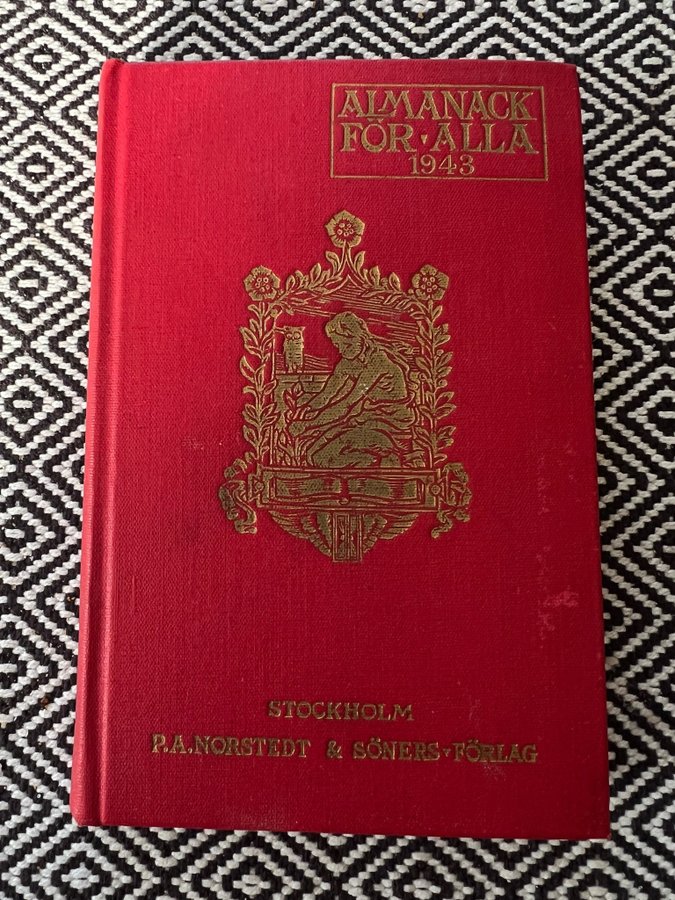 ALMANACK
FÖR · ALLA
1943
STOCKHOLM
P. A. NORSTEDT & SÖNERS · FÖRLAG